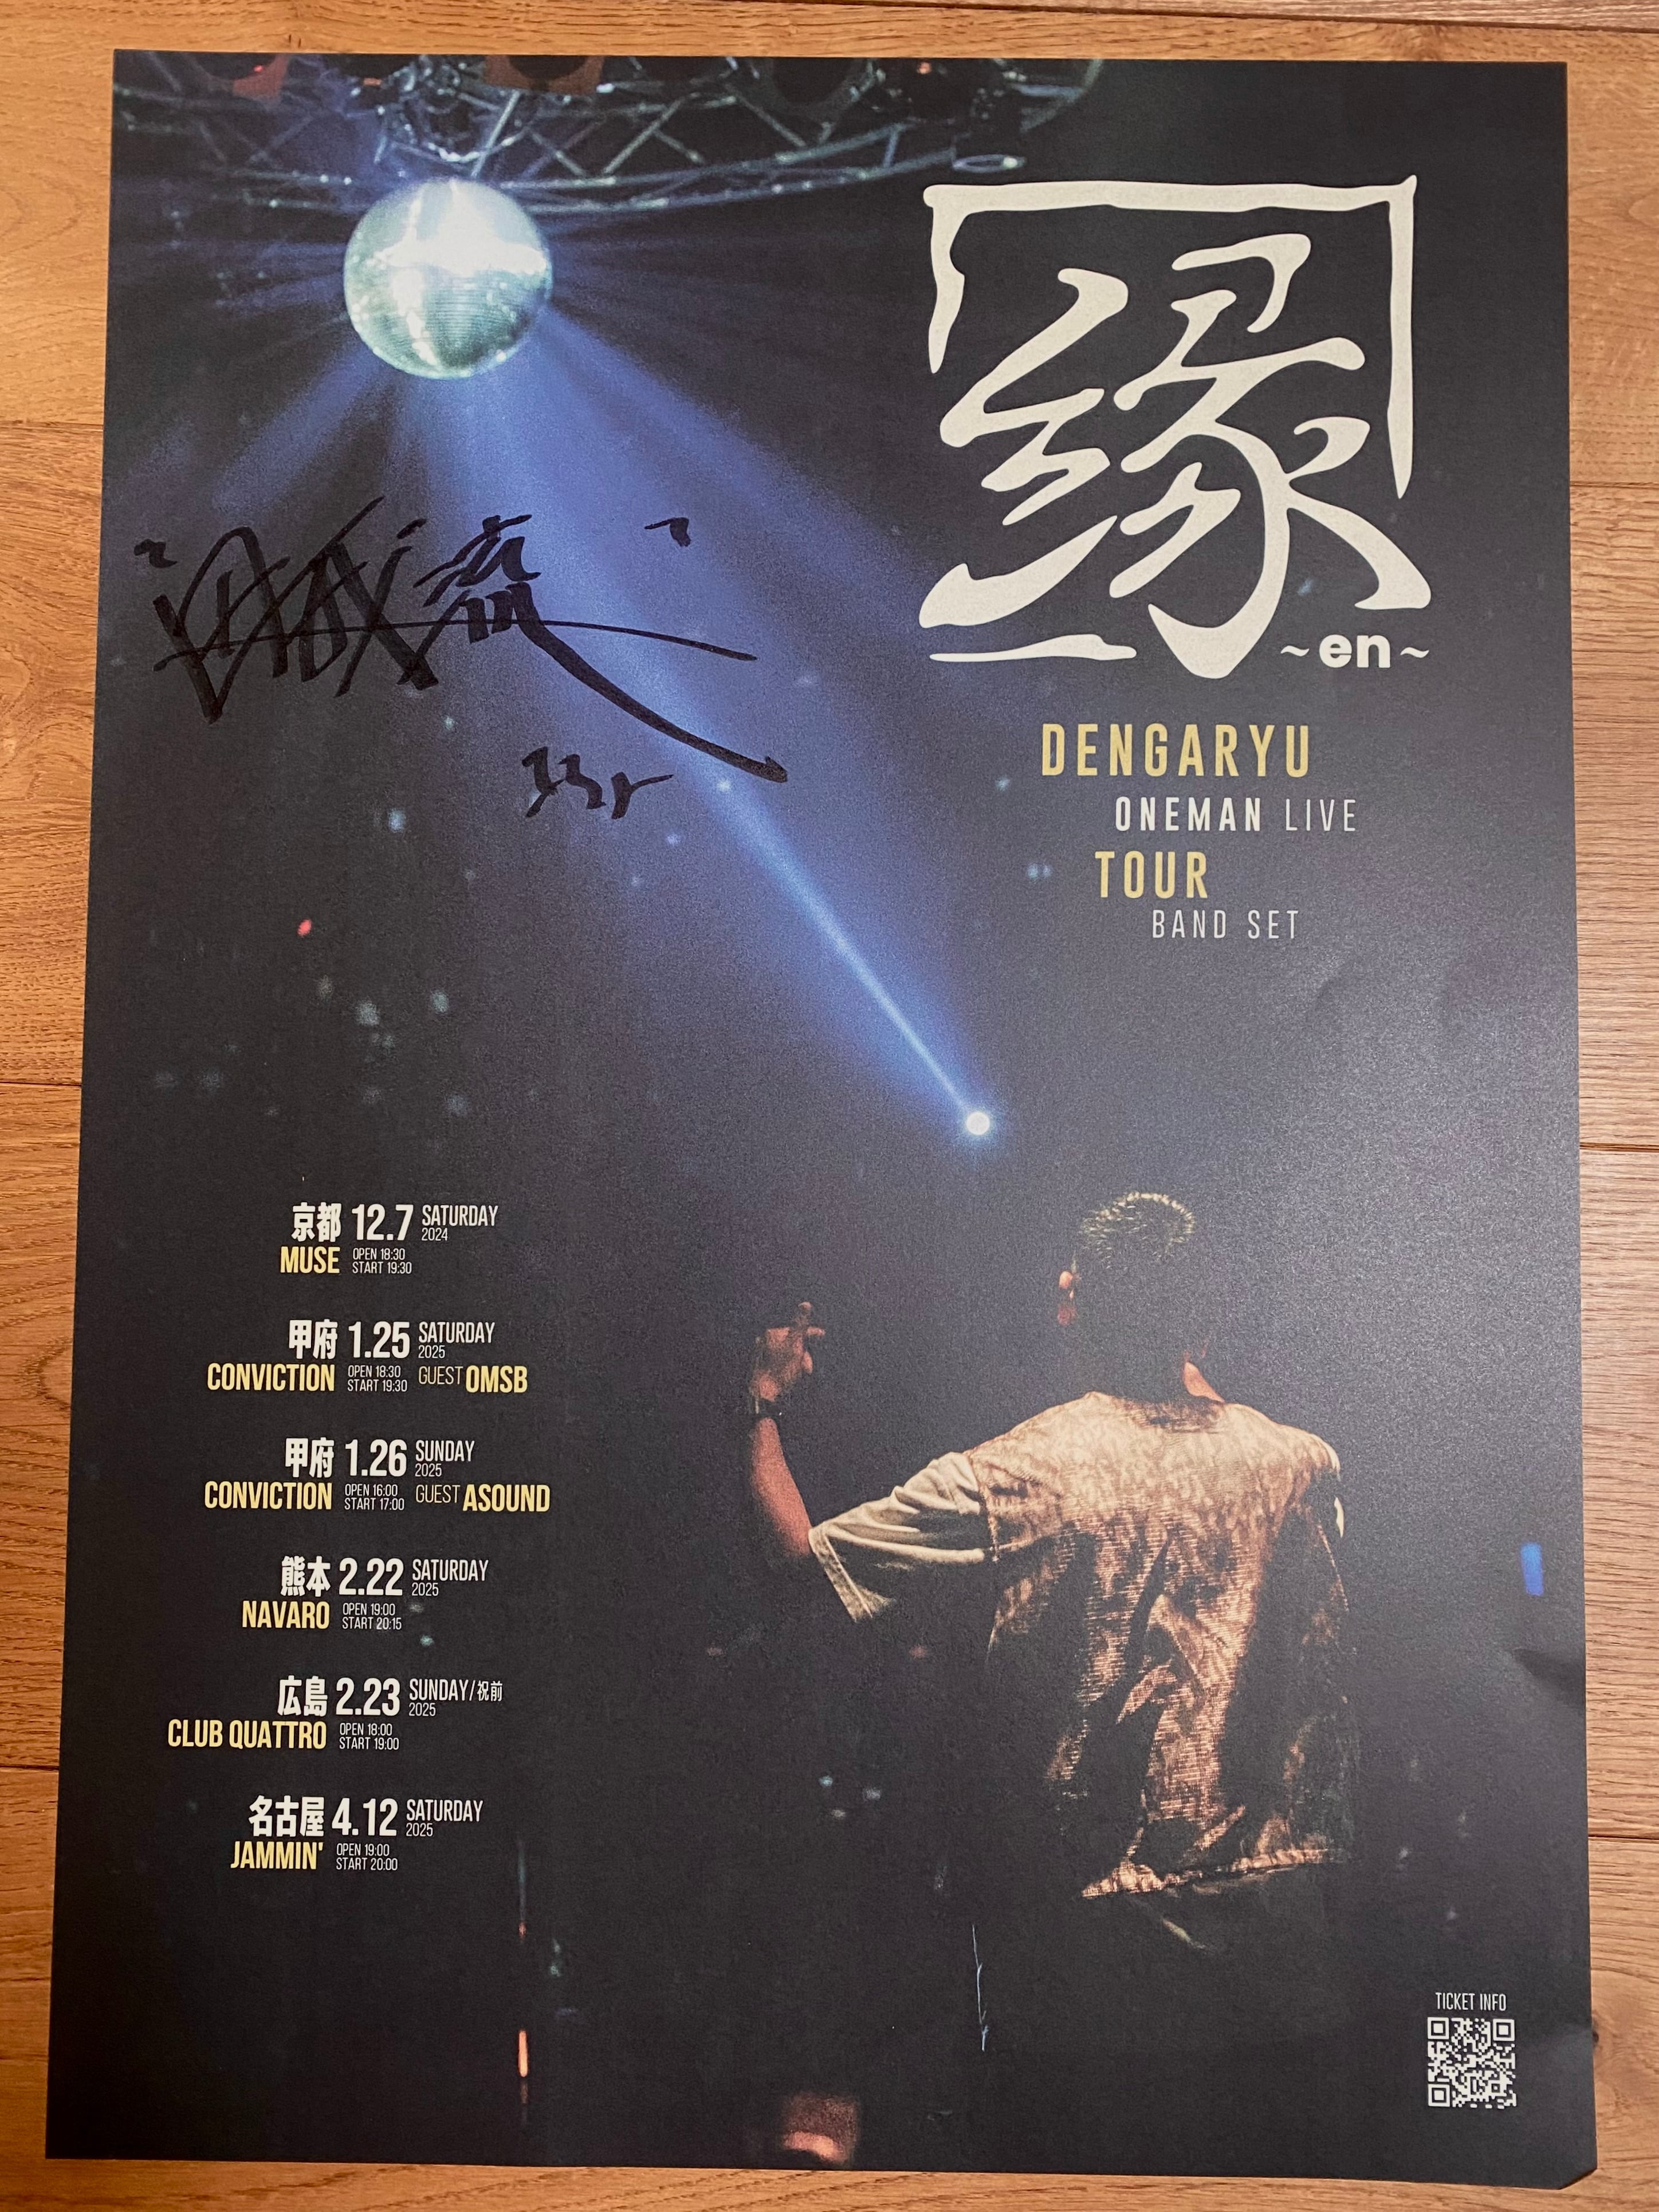 縁
~en~
DENGARYU
ONEMAN LIVE
TOUR
BAND SET
京都 12.7 SATURDAY 2024
MUSE OPEN 18:30 START 19:30
甲府 1.25 SATURDAY 2025
CONVICTION OPEN 18:30 START 19:30 GUEST OMSB
甲府 1.26 SUNDAY 2025
CONVICTION OPEN 16:00 START 17:00 GUEST ASOUND
熊本 2.22 SATURDAY 2025
NAVARO OPEN 19:00 START 20:15
広島 2.23 SUNDAY/祝前 2025
CLUB QUATTRO OPEN 18:00 START 19:00
名古屋 4.12 SATURDAY 2025
JAMMIN' OPEN 19:00 START 20:00
TICKET INFO